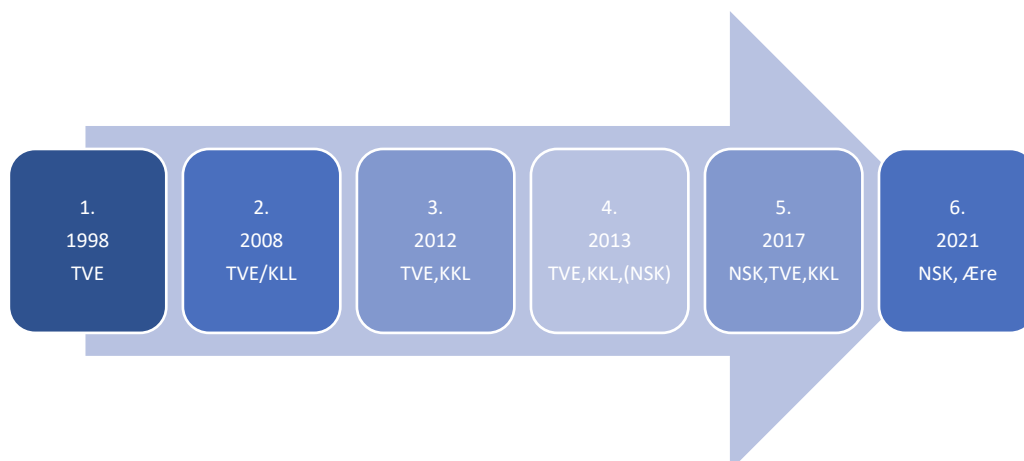 1.
1998
TVE
2.
2008
TVE/KLL
3.
2012
TVE,KKL
4.
2013
TVE,KKL,(NSK)
5.
2017
NSK,TVE,KKL
6.
2021
NSK, Ære